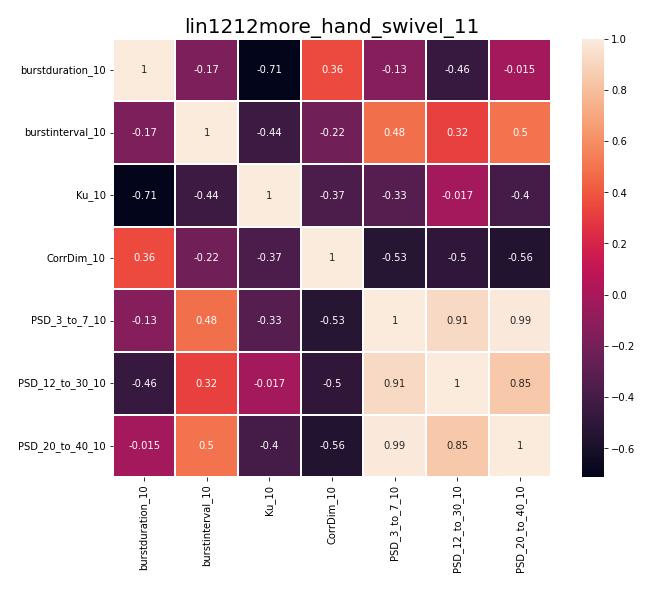 lin1212more_hand_swivel_11
burstduration_10 1 -0.17 -0.71 0.36 -0.13 -0.46 -0.015
burstinterval_10 -0.17 1 -0.44 -0.22 0.48 0.32 0.5
Ku_10 -0.71 -0.44 1 -0.37 -0.33 -0.017 -0.4
CorrDim_10 0.36 -0.22 -0.37 1 -0.53 -0.5 -0.56
PSD_3_to_7_10 -0.13 0.48 -0.33 -0.53 1 0.91 0.99
PSD_12_to_30_10 -0.46 0.32 -0.017 -0.5 0.91 1 0.85
PSD_20_to_40_10 -0.015 0.5 -0.4 -0.56 0.99 0.85 1
burstduration_10
burstinterval_10
Ku_10
CorrDim_10
PSD_3_to_7_10
PSD_12_to_30_10
PSD_20_to_40_10
1.0
0.8
0.6
0.4
0.2
0.0
−0.2
−0.4
−0.6